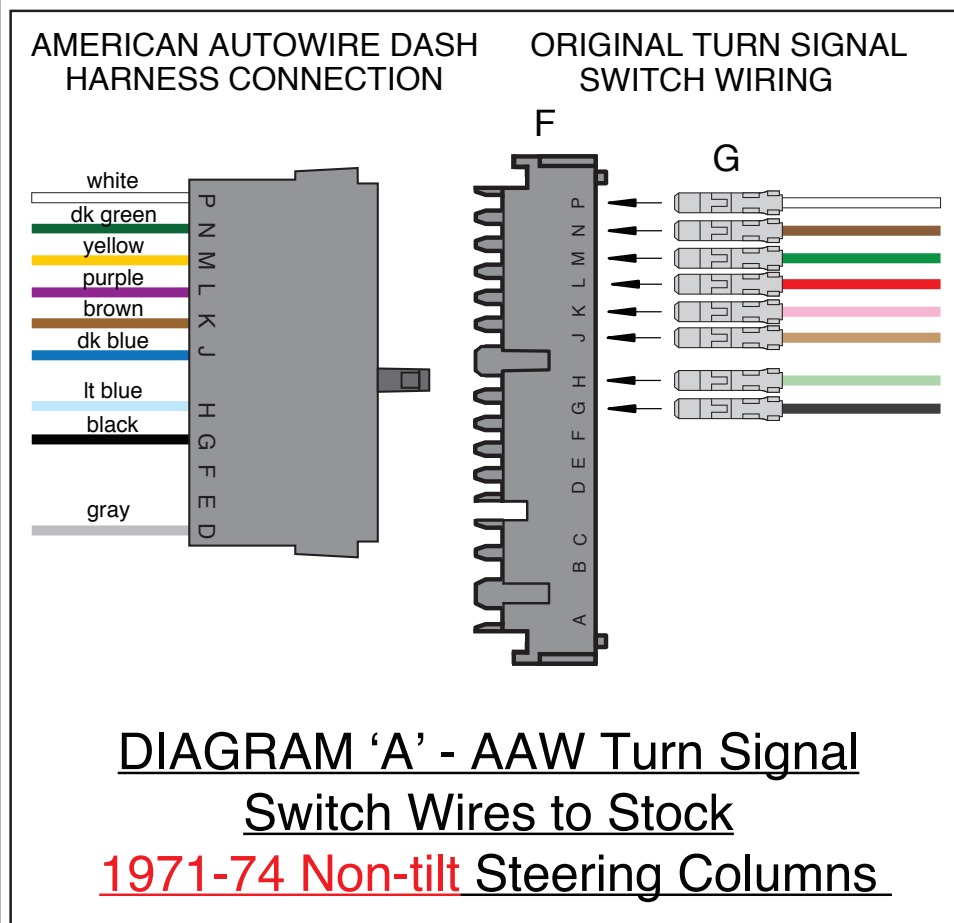 AMERICAN AUTOWIRE DASH
HARNESS CONNECTION
ORIGINAL TURN SIGNAL
SWITCH WIRING
F
G
white
dk green
yellow
purple
brown
dk blue
lt blue
black
gray
P
N
M
L
K
J
H
G
F
E
D
P
N
M
L
K
J
H
G
F
E
D
C
B
A
DIAGRAM ‘A’ - AAW Turn Signal
Switch Wires to Stock
1971-74 Non-tilt Steering Columns